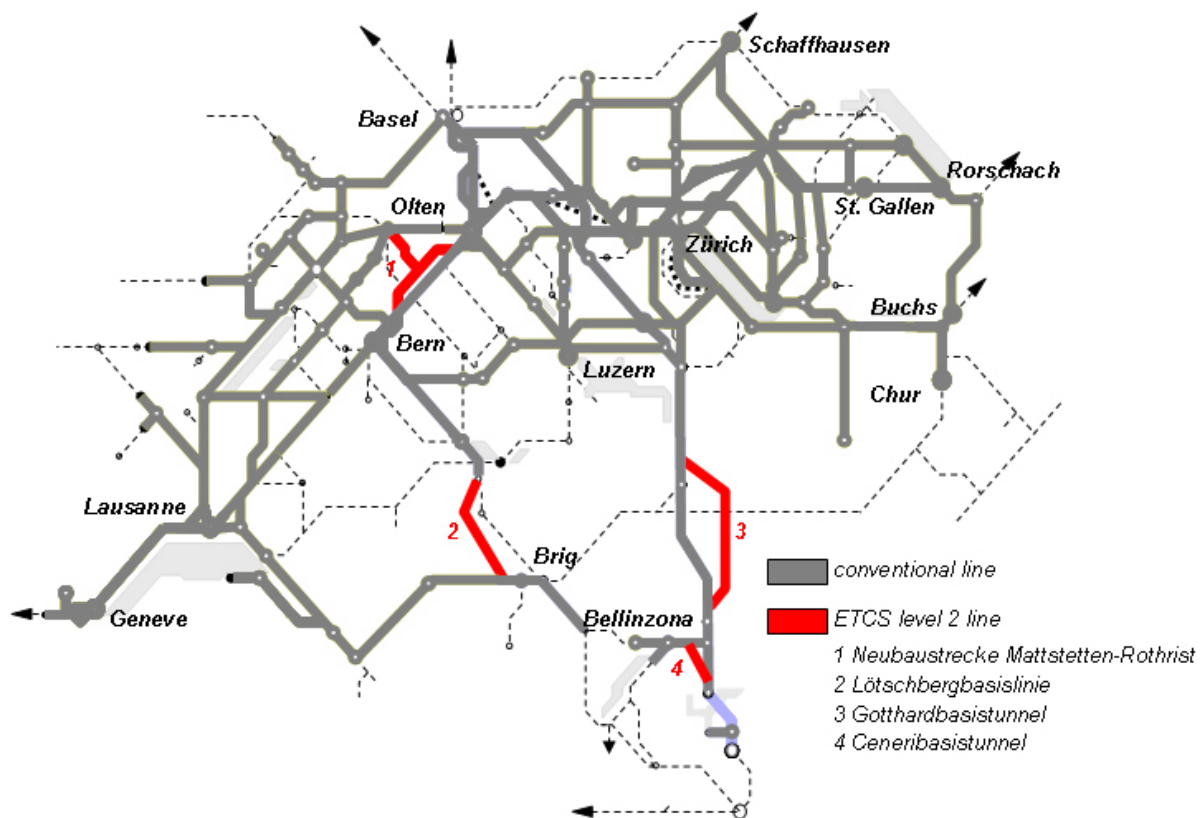 Schaffhausen
Basel
Rorschach
Olten
St. Gallen
Zürich
1
Buchs
Bern
Luzern
Chur
Lausanne
2
3
Brig
conventional line
Geneve
Bellinzona
ETCS level 2 line
4
1 Neubaustrecke Mattstetten-Rothrist
2 Lötschbergbasislinie
3 Gotthardbasistunnel
4 Ceneribasistunnel